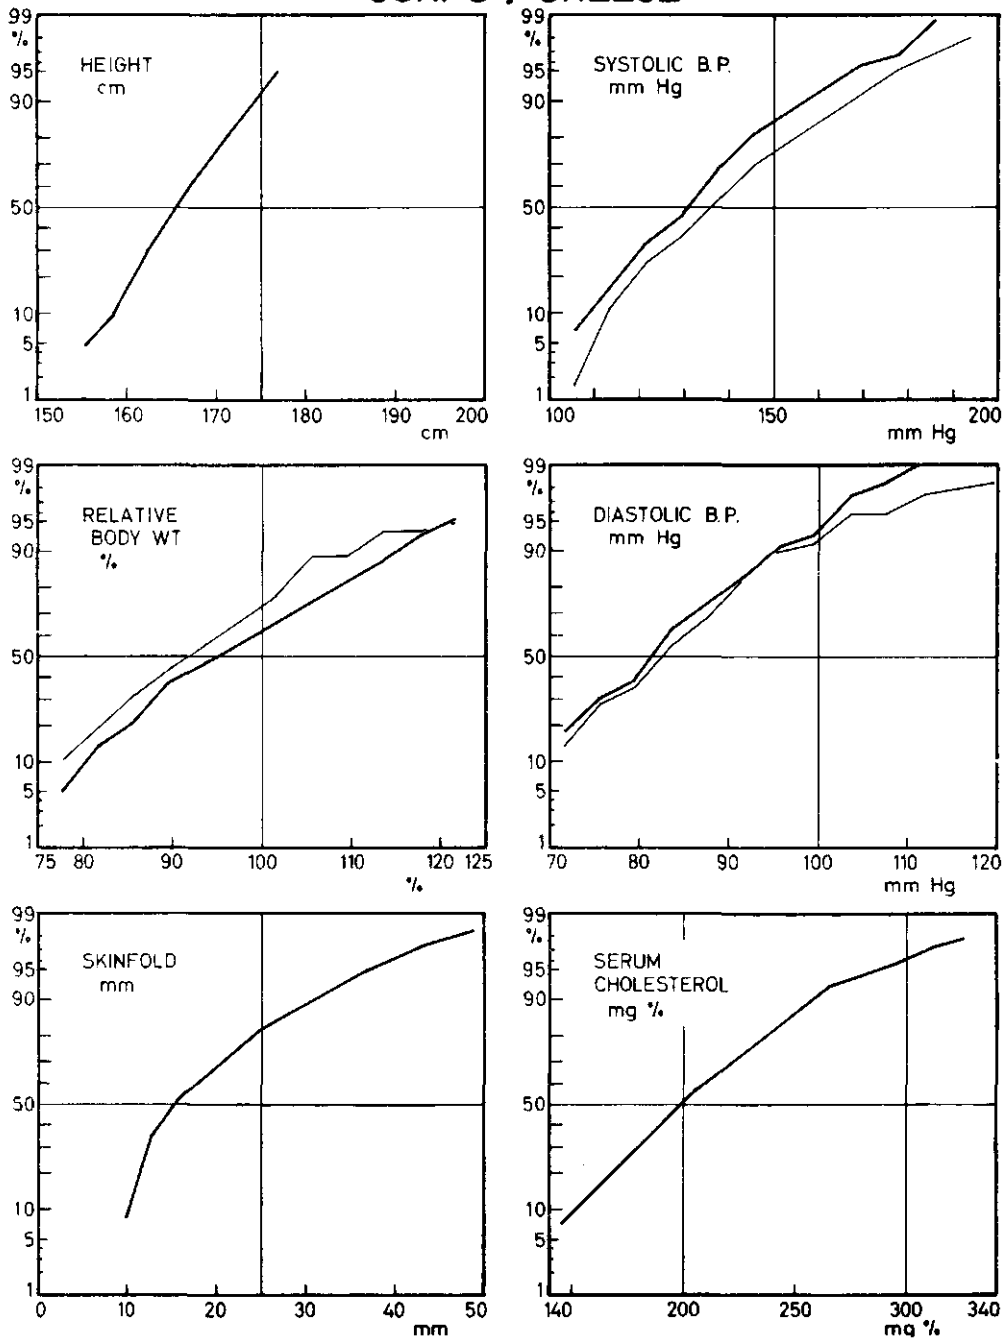 99
%
95
90
50
10
5
1
HEIGHT
cm
150 160 170 180 190 200
cm
99
%
95
90
50
10
5
1
SYSTOLIC B.P.
mm Hg
100 150 200
mm Hg
99
%
95
90
50
10
5
1
RELATIVE
BODY WT
%
75 80 90 100 110 120 125
%
99
%
95
90
50
10
5
1
DIASTOLIC B.P.
mm Hg
70 80 90 100 110 120
mm Hg
99
%
95
90
50
10
5
1
SKINFOLD
mm
0 10 20 30 40 50
mm
99
%
95
90
50
10
5
1
SERUM
CHOLESTEROL
mg %
140 200 250 300 340
mg %